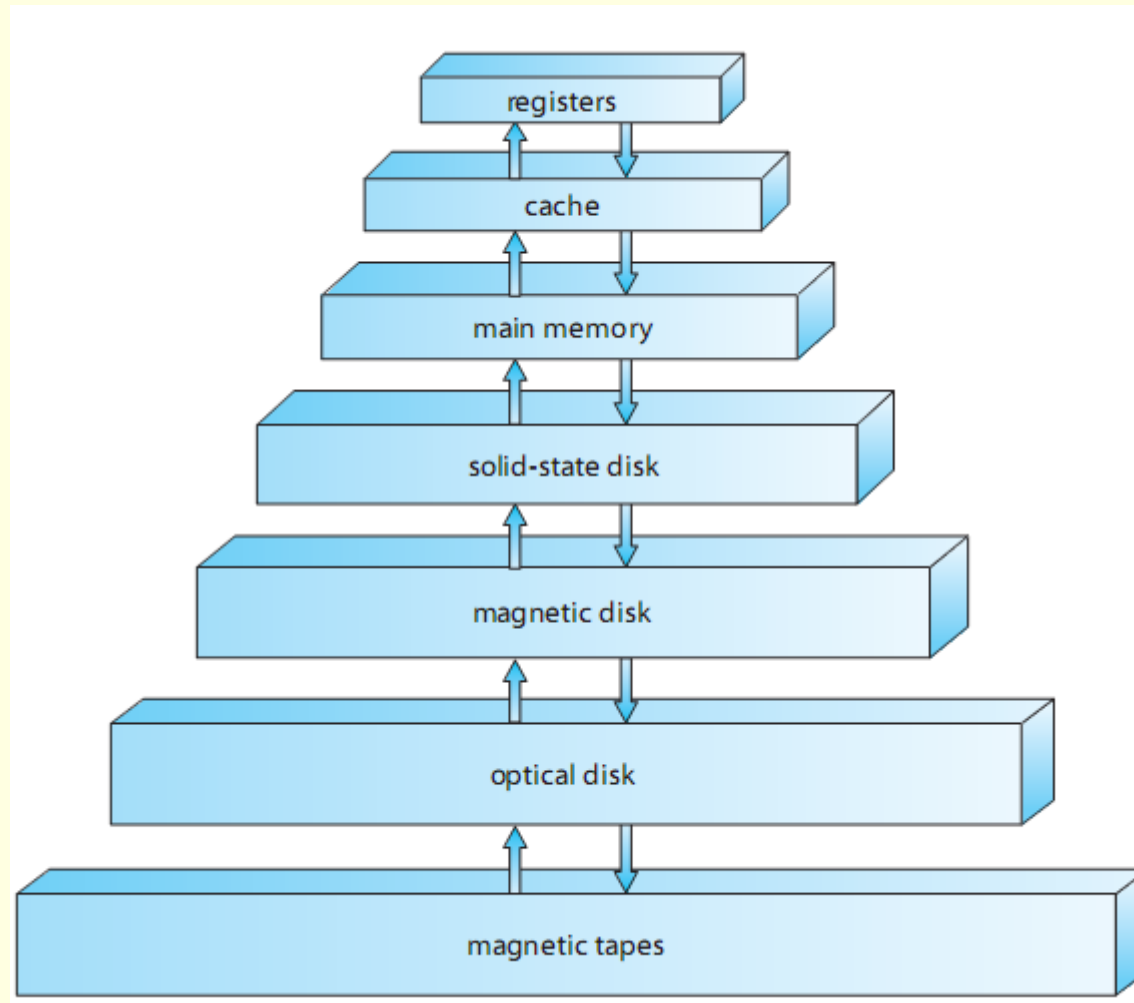 registers
cache
main memory
solid-state disk
magnetic disk
optical disk
magnetic tapes